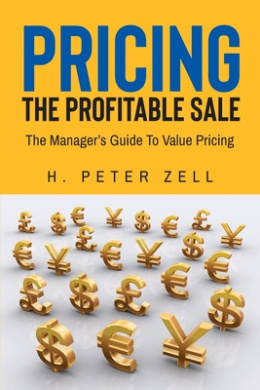 PRICING
THE PROFITABLE SALE
The Manager's Guide To Value Pricing
H. PETER ZELL